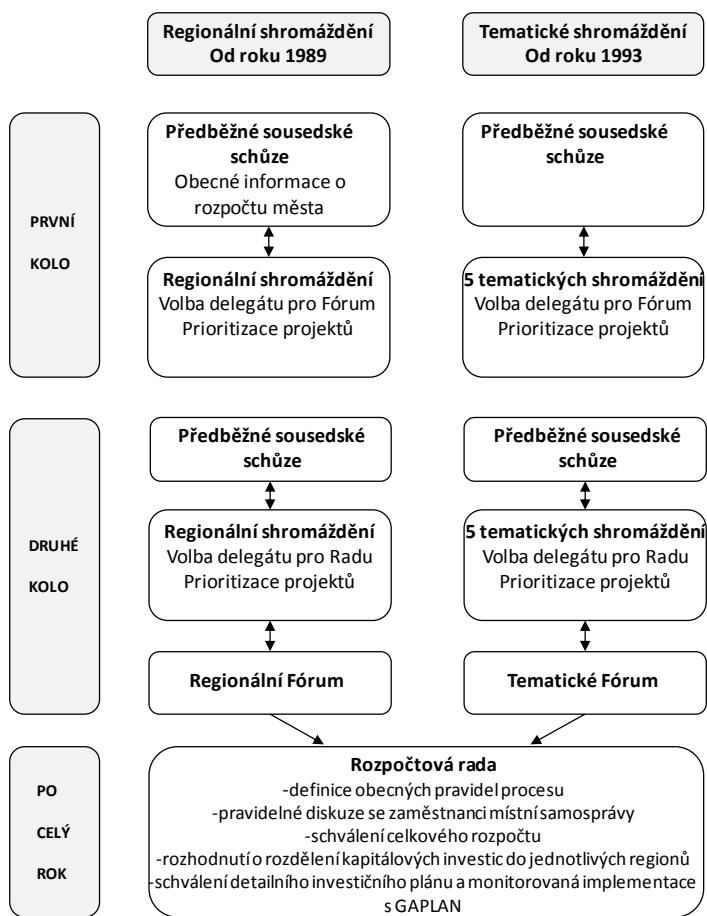 Regionální shromáždění
Od roku 1989
Tematické shromáždění
Od roku 1993
PRVNÍ
KOLO
Předběžné sousedské
schůze
Obecné informace o
rozpočtu města
Předběžné sousedské
schůze
Regionální shromáždění
Volba delegátu pro Fórum
Prioritizace projektů
5 tematických shromáždění
Volba delegátu pro Fórum
Prioritizace projektů
DRUHÉ
KOLO
Předběžné sousedské
schůze
Předběžné sousedské
schůze
Regionální shromáždění
Volba delegátu pro Radu
Prioritizace projektů
5 tematických shromáždění
Volba delegátu pro Radu
Prioritizace projektů
Regionální Fórum
Tematické Fórum
PO
CELÝ
ROK
Rozpočtová rada
-definice obecných pravidel procesu
-pravidelné diskuze se zaměstnanci místní samosprávy
-schválení celkového rozpočtu
-rozhodnutí o rozdělení kapitálových investic do jednotlivých regionů
-schválení detailního investičního plánu a monitorovaná implementace
s GAPLAN